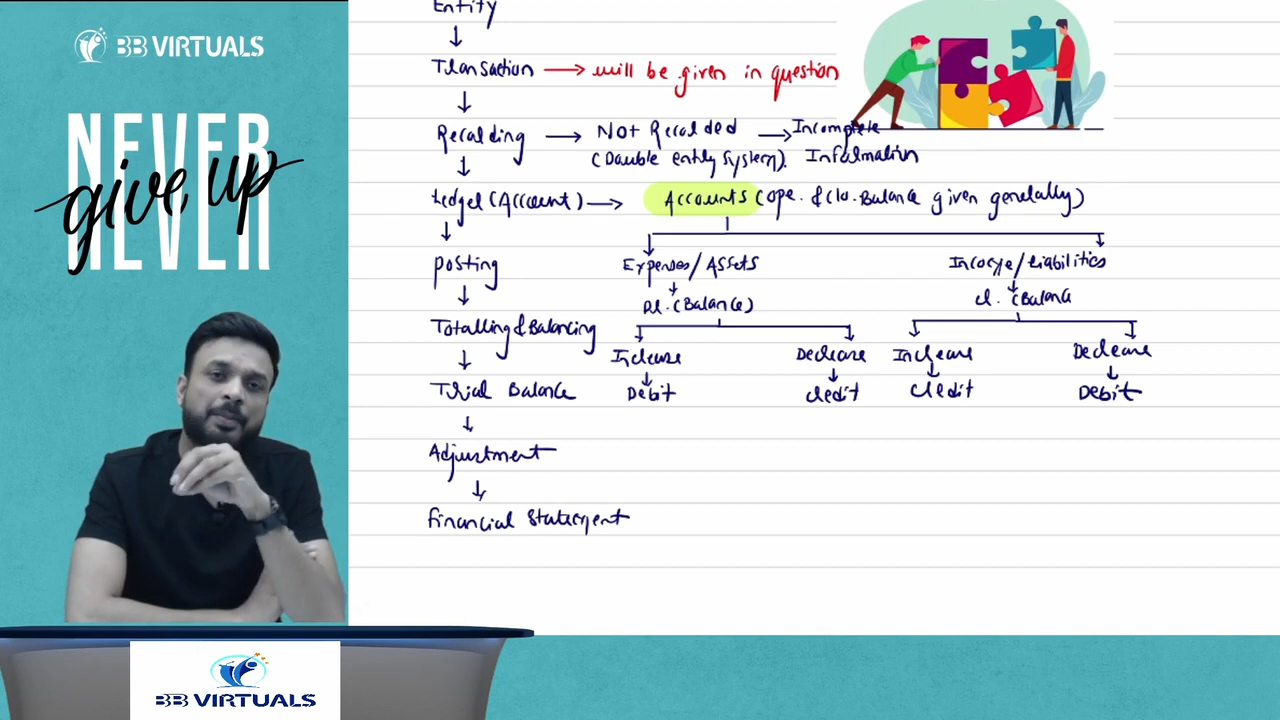 BB VIRTUALS
NEVER
give up
NEVER
Entity
Transaction → will be given in question
Recording → Not Recorded → Incomplete
(Double entry System). Information
Ledger (Account) → Accounts (ope. & clo. Balance given generally)
posting
Expenses/Assets
Income/Liabilities
Dr. (Balance)
Cr. (Balance
Totalling & Balancing
Increase
Decrease
Increase
Decrease
Trial Balance
Debit
Credit
Credit
Debit
Adjustment
Financial Statement
BB VIRTUALS